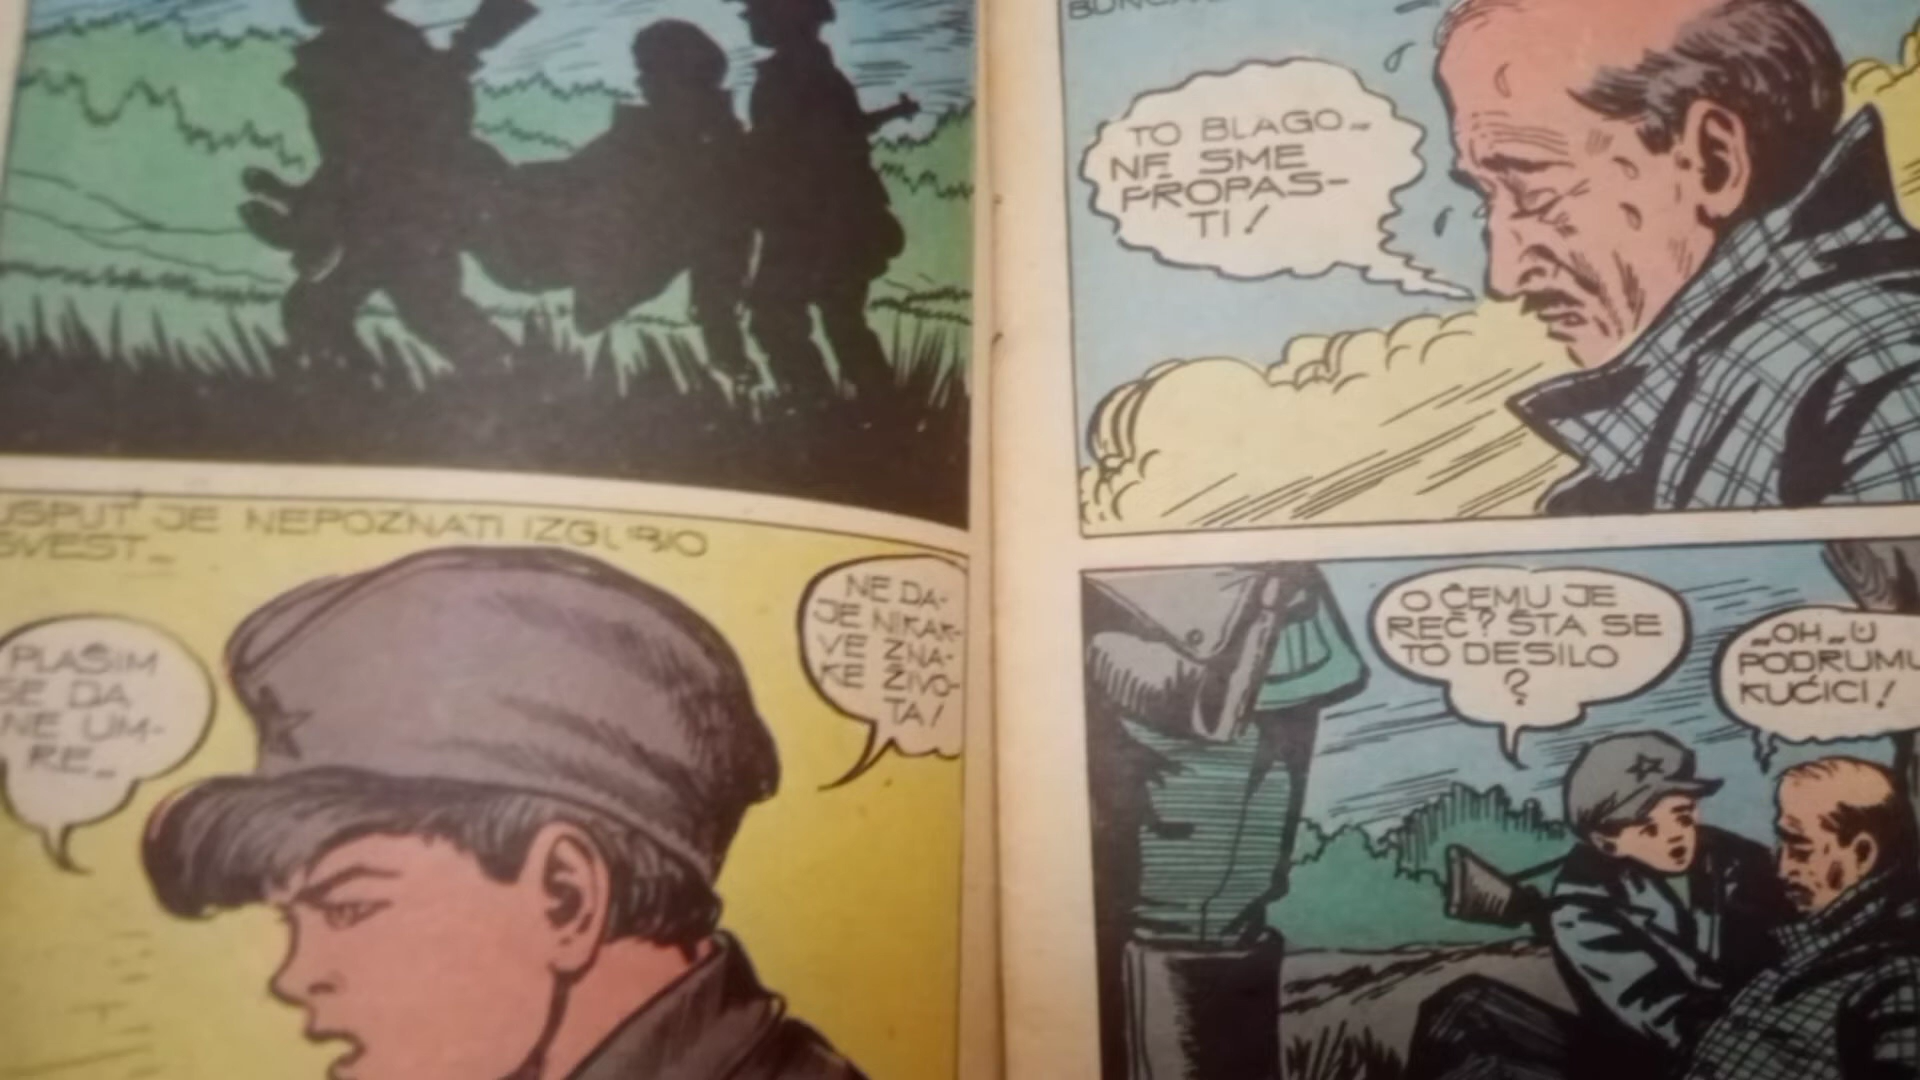 USPUT JE NEPOZNATI IZGUBIO
SVEST...
PLAŠIM
SE DA
NE UM-
RE...
NE DA-
JE NIKAK-
VE ZNA-
KE ŽIVO-
TA!
TO BLAGO...
NE SME
PROPAS-
TI!
O ČEMU JE
REČ? ŠTA SE
TO DESILO
?
...OH...U
PODRUMU
KUĆICI!